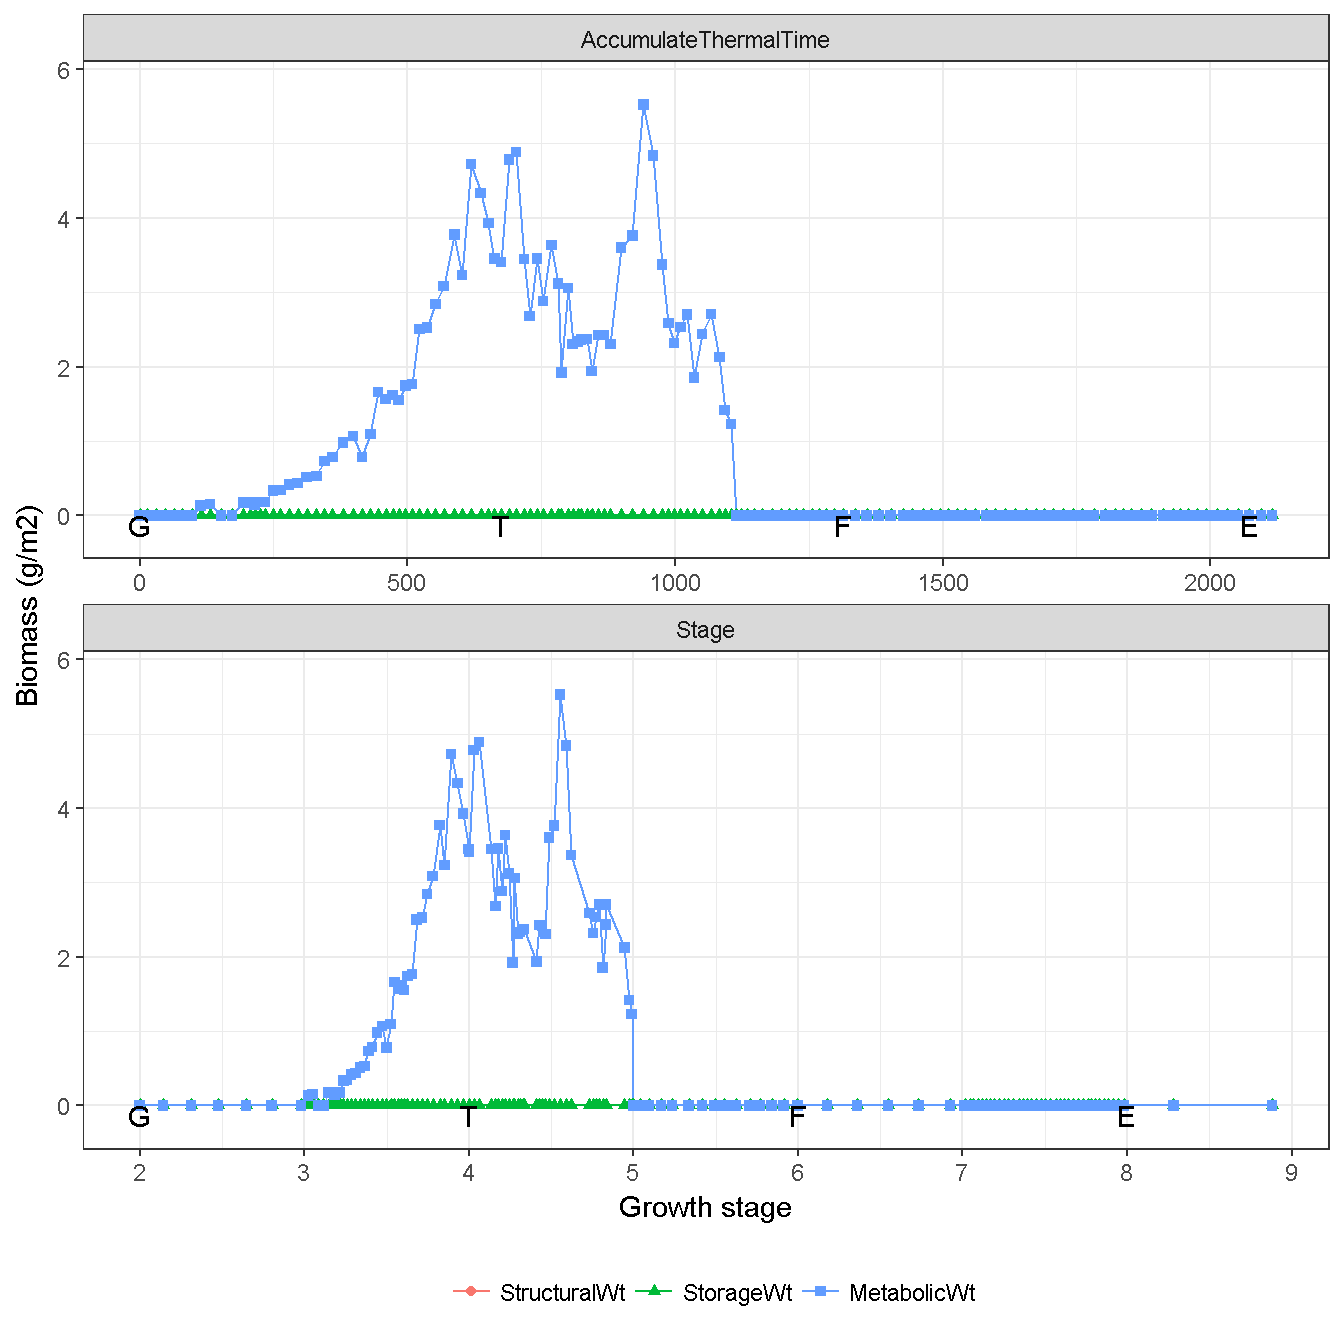 AccumulateThermalTime
6
4
2
0
G T F E
0 500 1000 1500 2000
Biomass (g/m2)
Stage
6
4
2
0
G T F E
2 3 4 5 6 7 8 9
Growth stage
StructuralWt StorageWt MetabolicWt